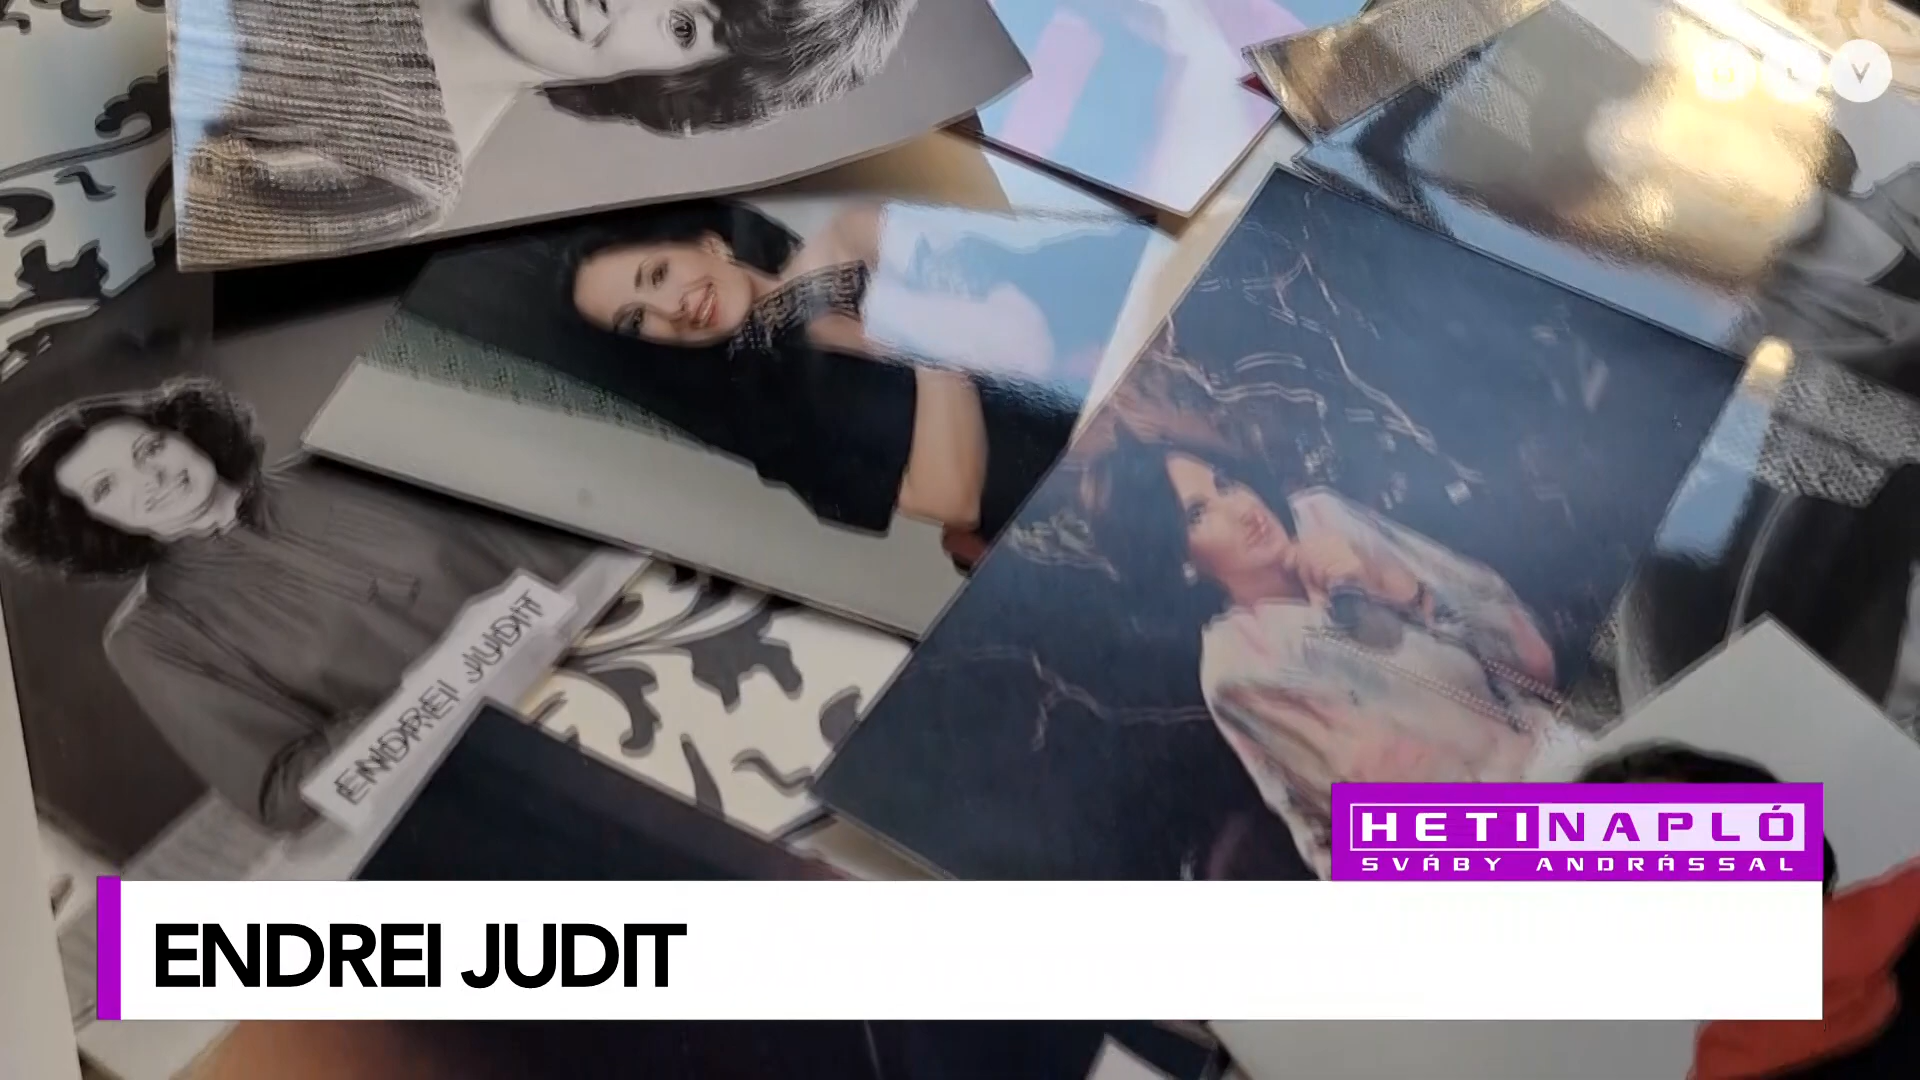 V
ENDREI JUDIT
HETI NAPLÓ
SVÁBY ANDRÁSSAL
ENDREI JUDIT